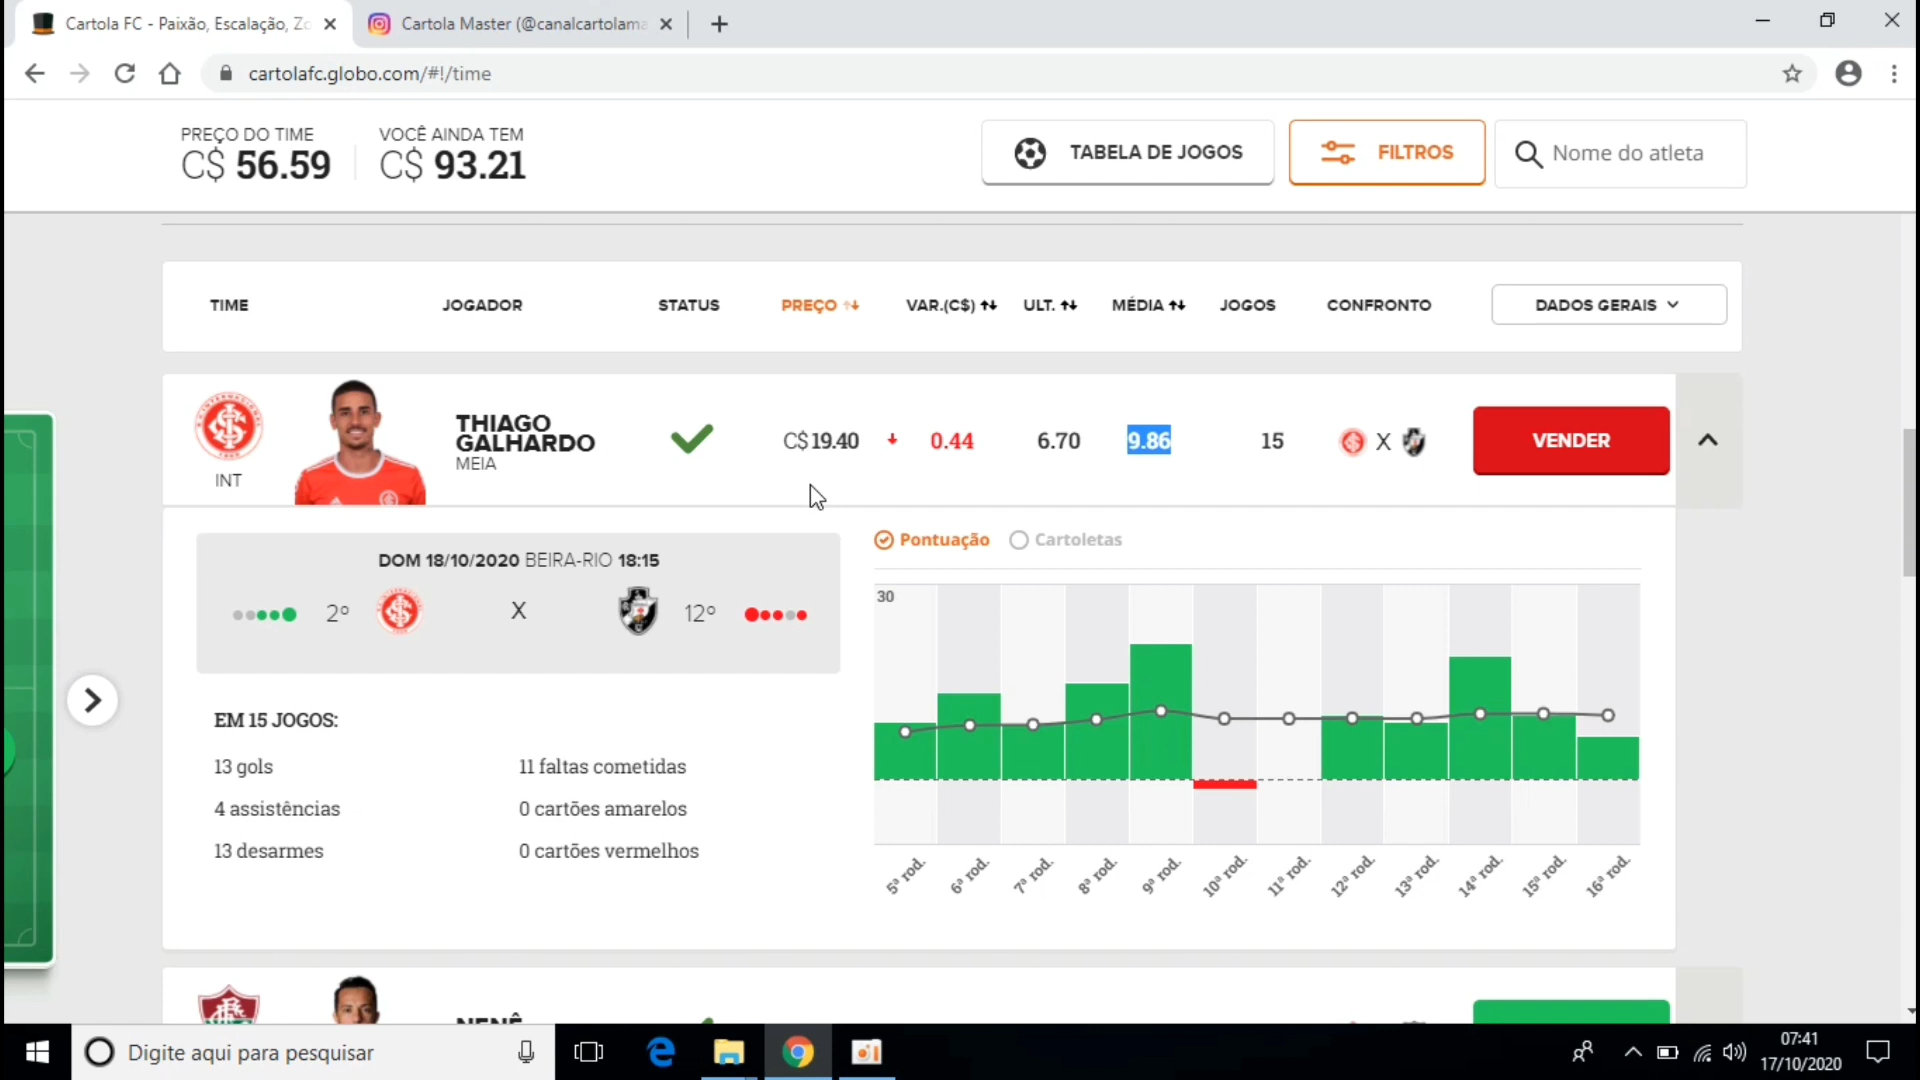 Cartola FC - Paixão, Escalação, Zo
Cartola Master (@canalcartolama
cartolafc.globo.com/#!/time
PREÇO DO TIME
C$ 56.59
VOCÊ AINDA TEM
C$ 93.21
TABELA DE JOGOS
FILTROS
Nome do atleta
TIME JOGADOR STATUS PREÇO VAR.(C$) ULT. MÉDIA JOGOS CONFRONTO DADOS GERAIS
INT
THIAGO
GALHARDO
MEIA
C$ 19.40 0.44 6.70 9.86 15 X VENDER
DOM 18/10/2020 BEIRA-RIO 18:15
2º X 12º
EM 15 JOGOS:
13 gols
4 assistências
13 desarmes
11 faltas cometidas
0 cartões amarelos
0 cartões vermelhos
Pontuação Cartoletas
30
5ª rod. 6ª rod. 7ª rod. 8ª rod. 9ª rod. 10ª rod. 11ª rod. 12ª rod. 13ª rod. 14ª rod. 15ª rod. 16ª rod.
NENÊ
Digite aqui para pesquisar
07:41
17/10/2020